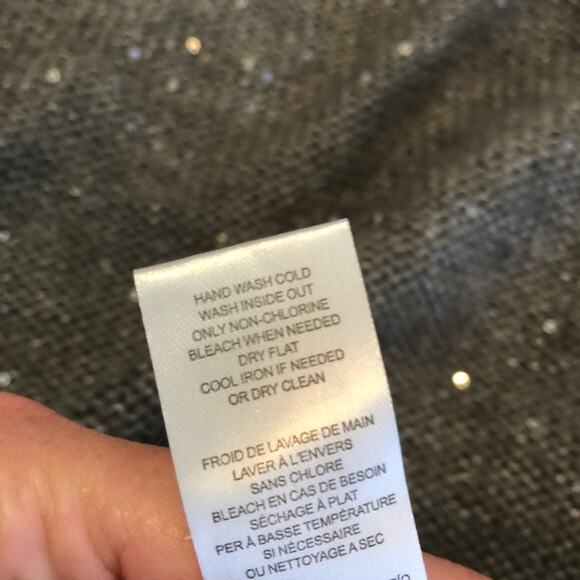 HAND WASH COLD
WASH INSIDE OUT
ONLY NON-CHLORINE
BLEACH WHEN NEEDED
DRY FLAT
COOL IRON IF NEEDED
OR DRY CLEAN
FROID DE LAVAGE DE MAIN
LAVER À L'ENVERS
SANS CHLORE
BLEACH EN CAS DE BESOIN
SÉCHAGE À PLAT
PER À BASSE TEMPÉRATURE
SI NÉCESSAIRE
OU NETTOYAGE A SEC